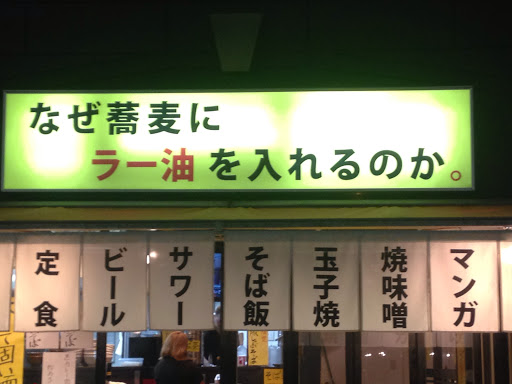 なぜ蕎麦に
ラー油を入れるのか。
定食
ビール
サワー
そば飯
玉子焼
焼味噌
マンガ